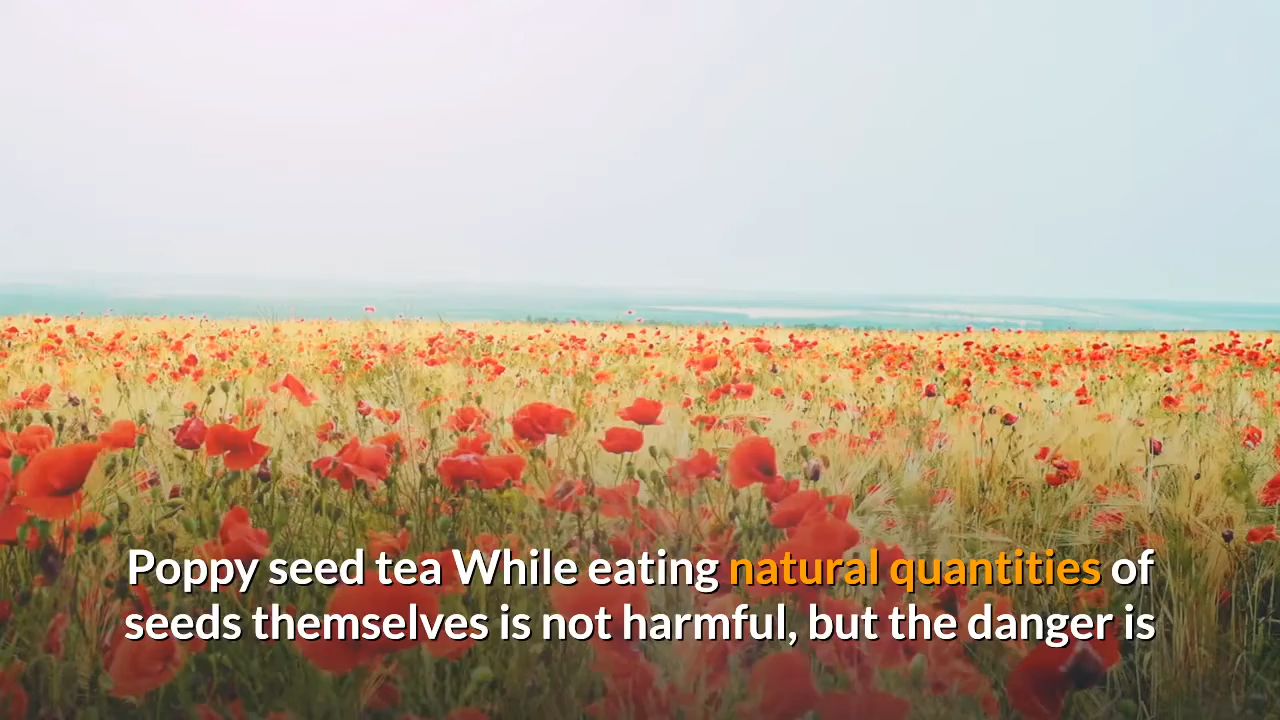 Poppy seed tea While eating natural quantities of
seeds themselves is not harmful, but the danger is